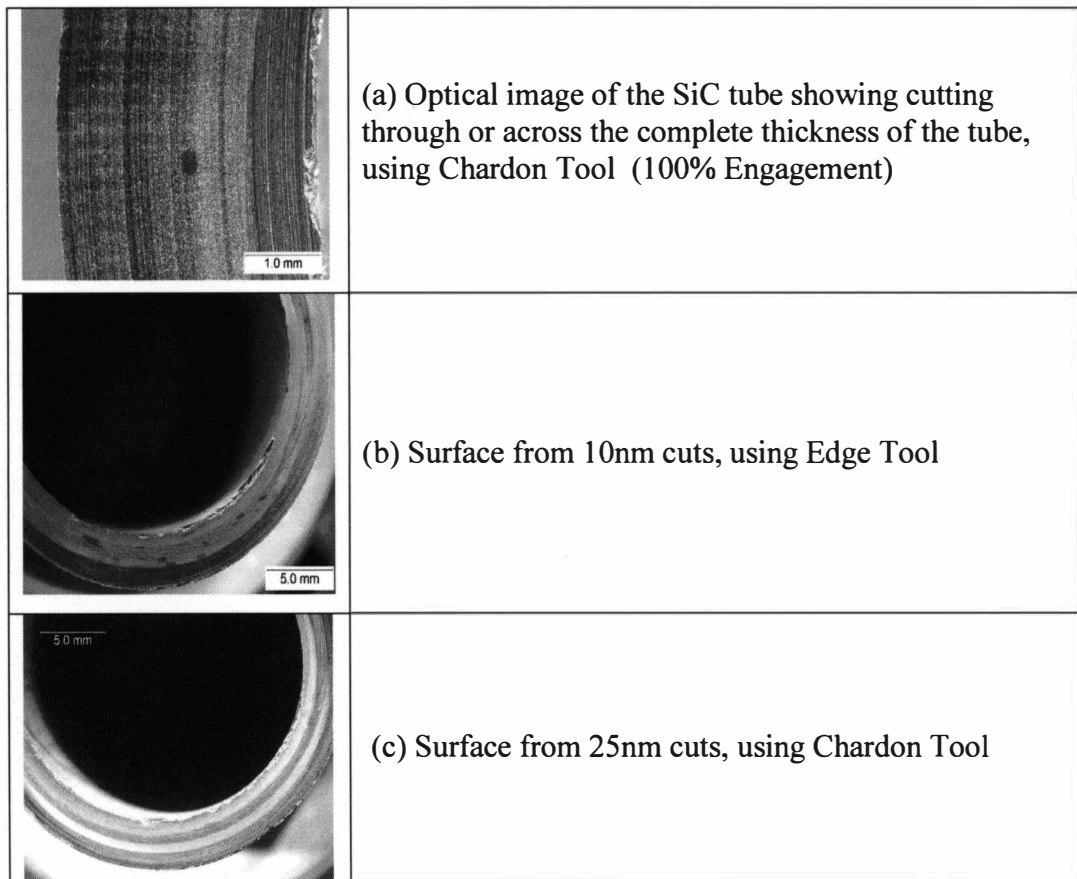 (a) Optical image of the SiC tube showing cutting
through or across the complete thickness of the tube,
using Chardon Tool (100% Engagement)
1.0 mm
(b) Surface from 10nm cuts, using Edge Tool
5.0 mm
5.0 mm
(c) Surface from 25nm cuts, using Chardon Tool